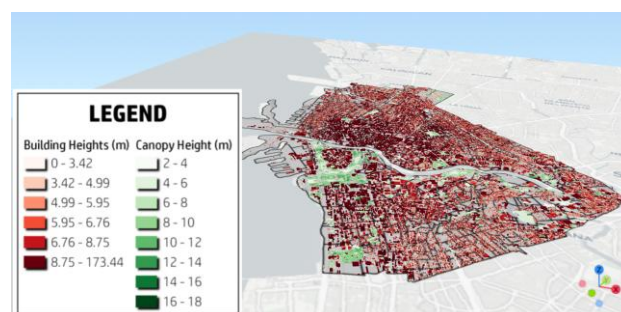 LEGEND
Building Heights (m) Canopy Height (m)
0 - 3.42 2 - 4
3.42 - 4.99 4 - 6
4.99 - 5.95 6 - 8
5.95 - 6.76 8 - 10
6.76 - 8.75 10 - 12
8.75 - 173.44 12 - 14
14 - 16
16 - 18
Z
X